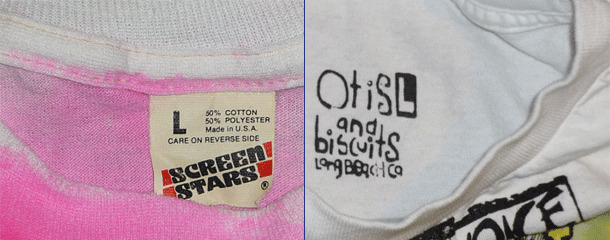 L
50% COTTON
50% POLYESTER
Made in U.S.A.
CARE ON REVERSE SIDE
SCREEN
STARS
®
Otis L
and
biscuits
Long Beach Ca